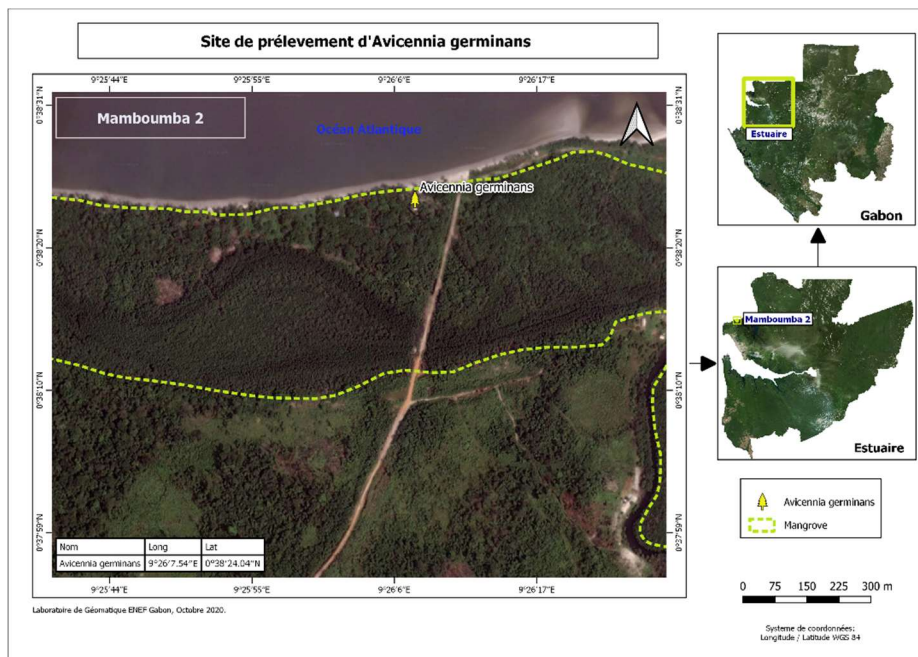 Site de prélevement d'Avicennia germinans
9°25'44"E 9°25'55"E 9°26'6"E 9°26'17"E
Mamboumba 2
Océan Atlantique
0°38'31"N
0°38'31"N
Avicennia germinans
0°38'20"N
0°38'20"N
0°38'10"N
0°38'10"N
0°37'59"N
0°37'59"N
Nom Long Lat
Avicennia germinans 9°26'7.54"E 0°38'24.04"N
9°25'44"E 9°25'55"E 9°26'6"E 9°26'17"E
Laboratoire de Géomatique ENEF Gabon, Octobre 2020.
Estuaire
Gabon
Mamboumba 2
Estuaire
Avicennia germinans
Mangrove
0 75 150 225 300 m
Systeme de coordonnées:
Longitude / Latitude WGS 84